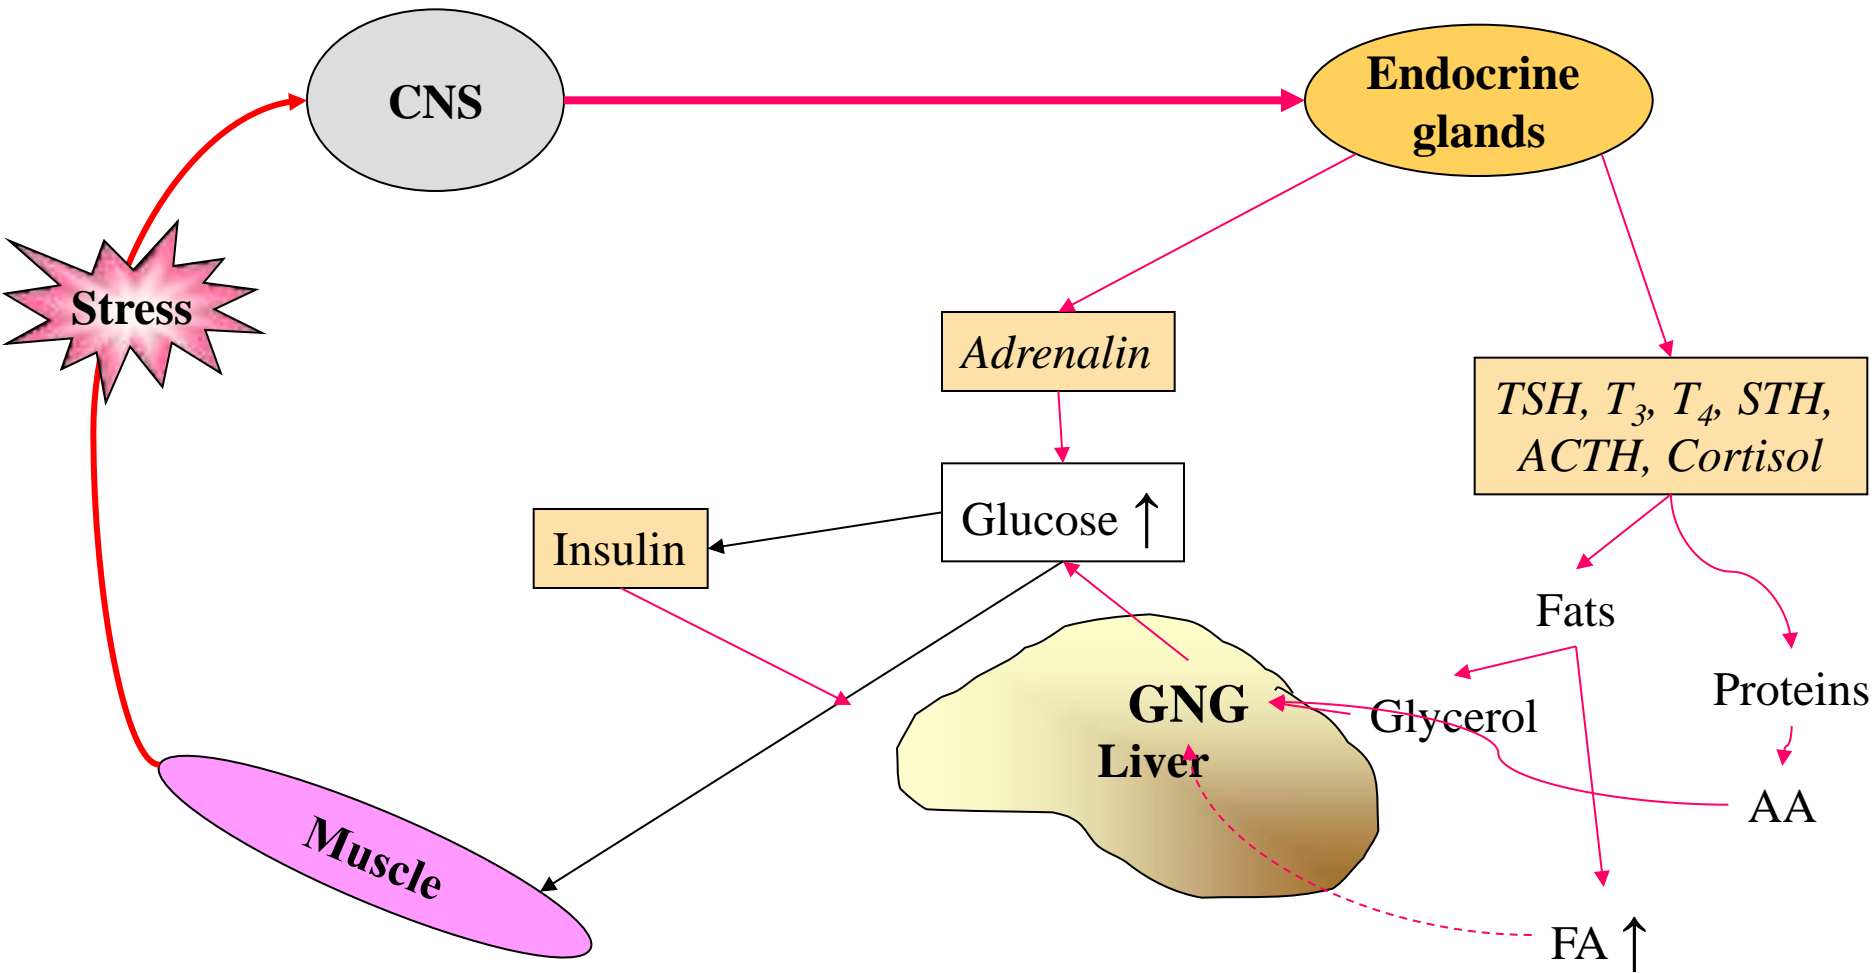 CNS
Endocrine
glands
Stress
Adrenalin
TSH, T₃, T₄, STH,
ACTH, Cortisol
Glucose ↑
Insulin
Fats
GNG
Liver
Glycerol
Proteins
AA
Muscle
FA ↑